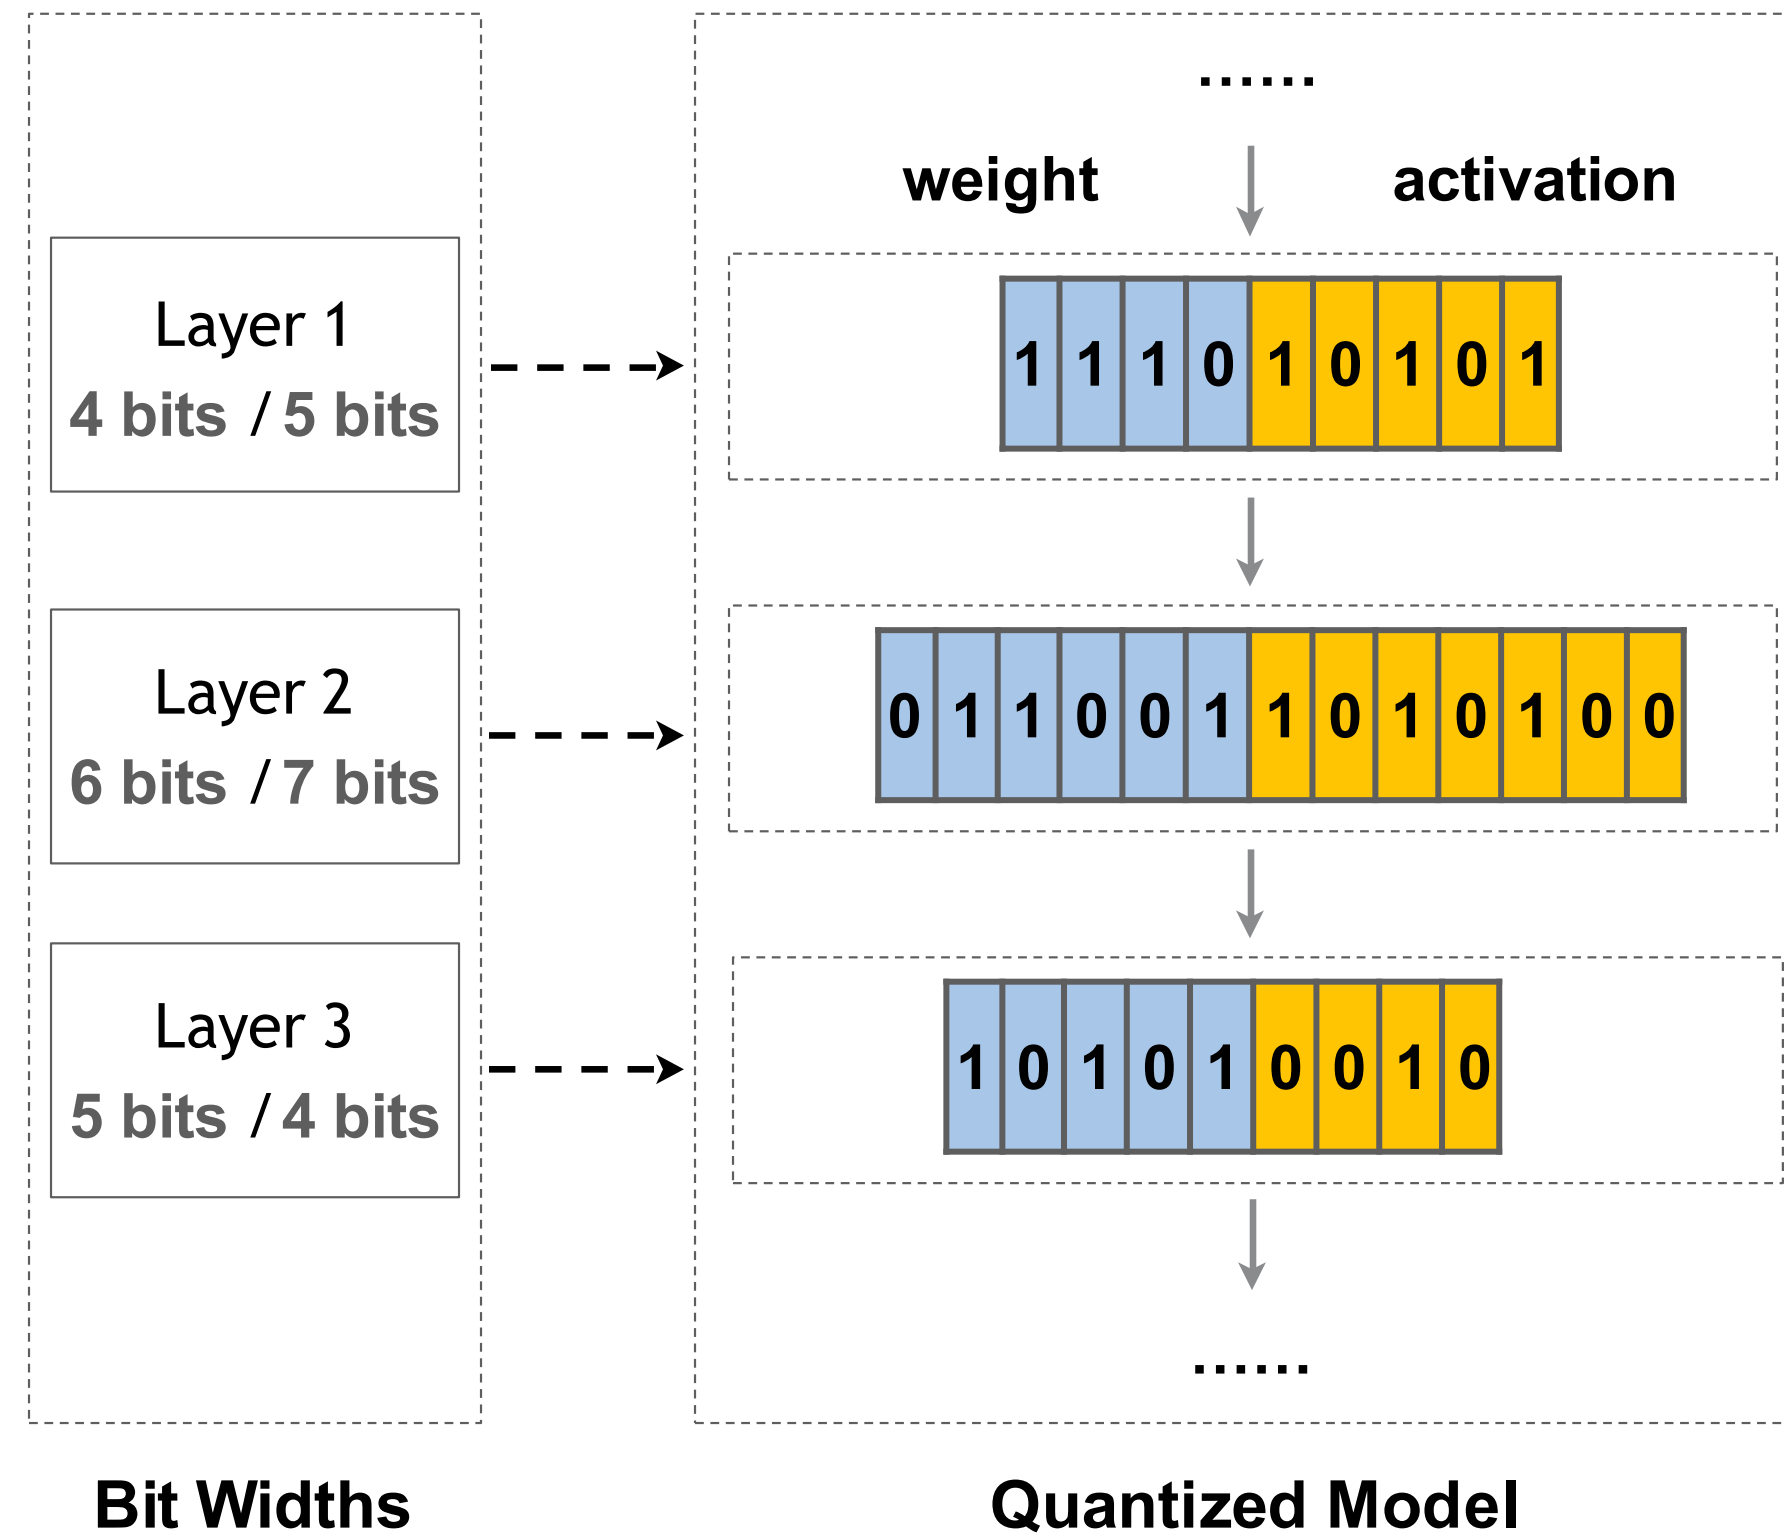 ......
weight activation
Layer 1
4 bits / 5 bits
1 1 1 0 1 0 1 0 1
Layer 2
6 bits / 7 bits
0 1 1 0 0 1 1 0 1 0 1 0 0
Layer 3
5 bits / 4 bits
1 0 1 0 1 0 0 1 0
......
Bit Widths
Quantized Model